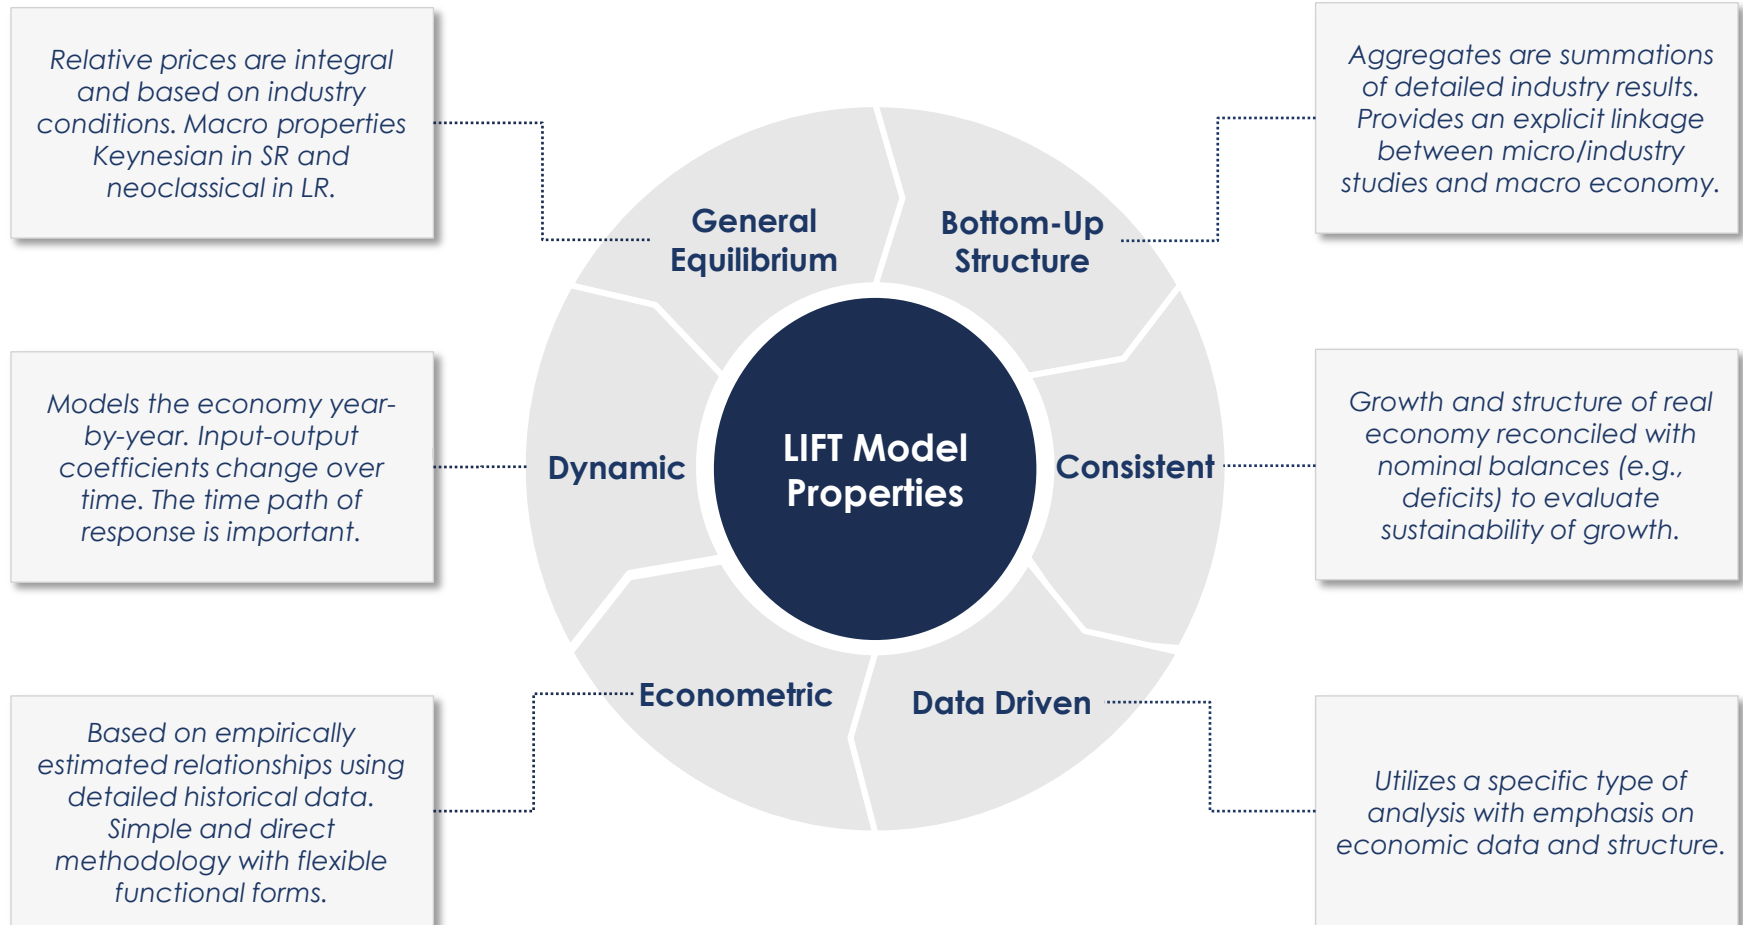 Relative prices are integral
and based on industry
conditions. Macro properties
Keynesian in SR and
neoclassical in LR.
Aggregates are summations
of detailed industry results.
Provides an explicit linkage
between micro/industry
studies and macro economy.
General
Equilibrium
Bottom-Up
Structure
Models the economy year-
by-year. Input-output
coefficients change over
time. The time path of
response is important.
Dynamic
LIFT Model
Properties
Consistent
Growth and structure of real
economy reconciled with
nominal balances (e.g.,
deficits) to evaluate
sustainability of growth.
Econometric
Data Driven
Based on empirically
estimated relationships using
detailed historical data.
Simple and direct
methodology with flexible
functional forms.
Utilizes a specific type of
analysis with emphasis on
economic data and structure.